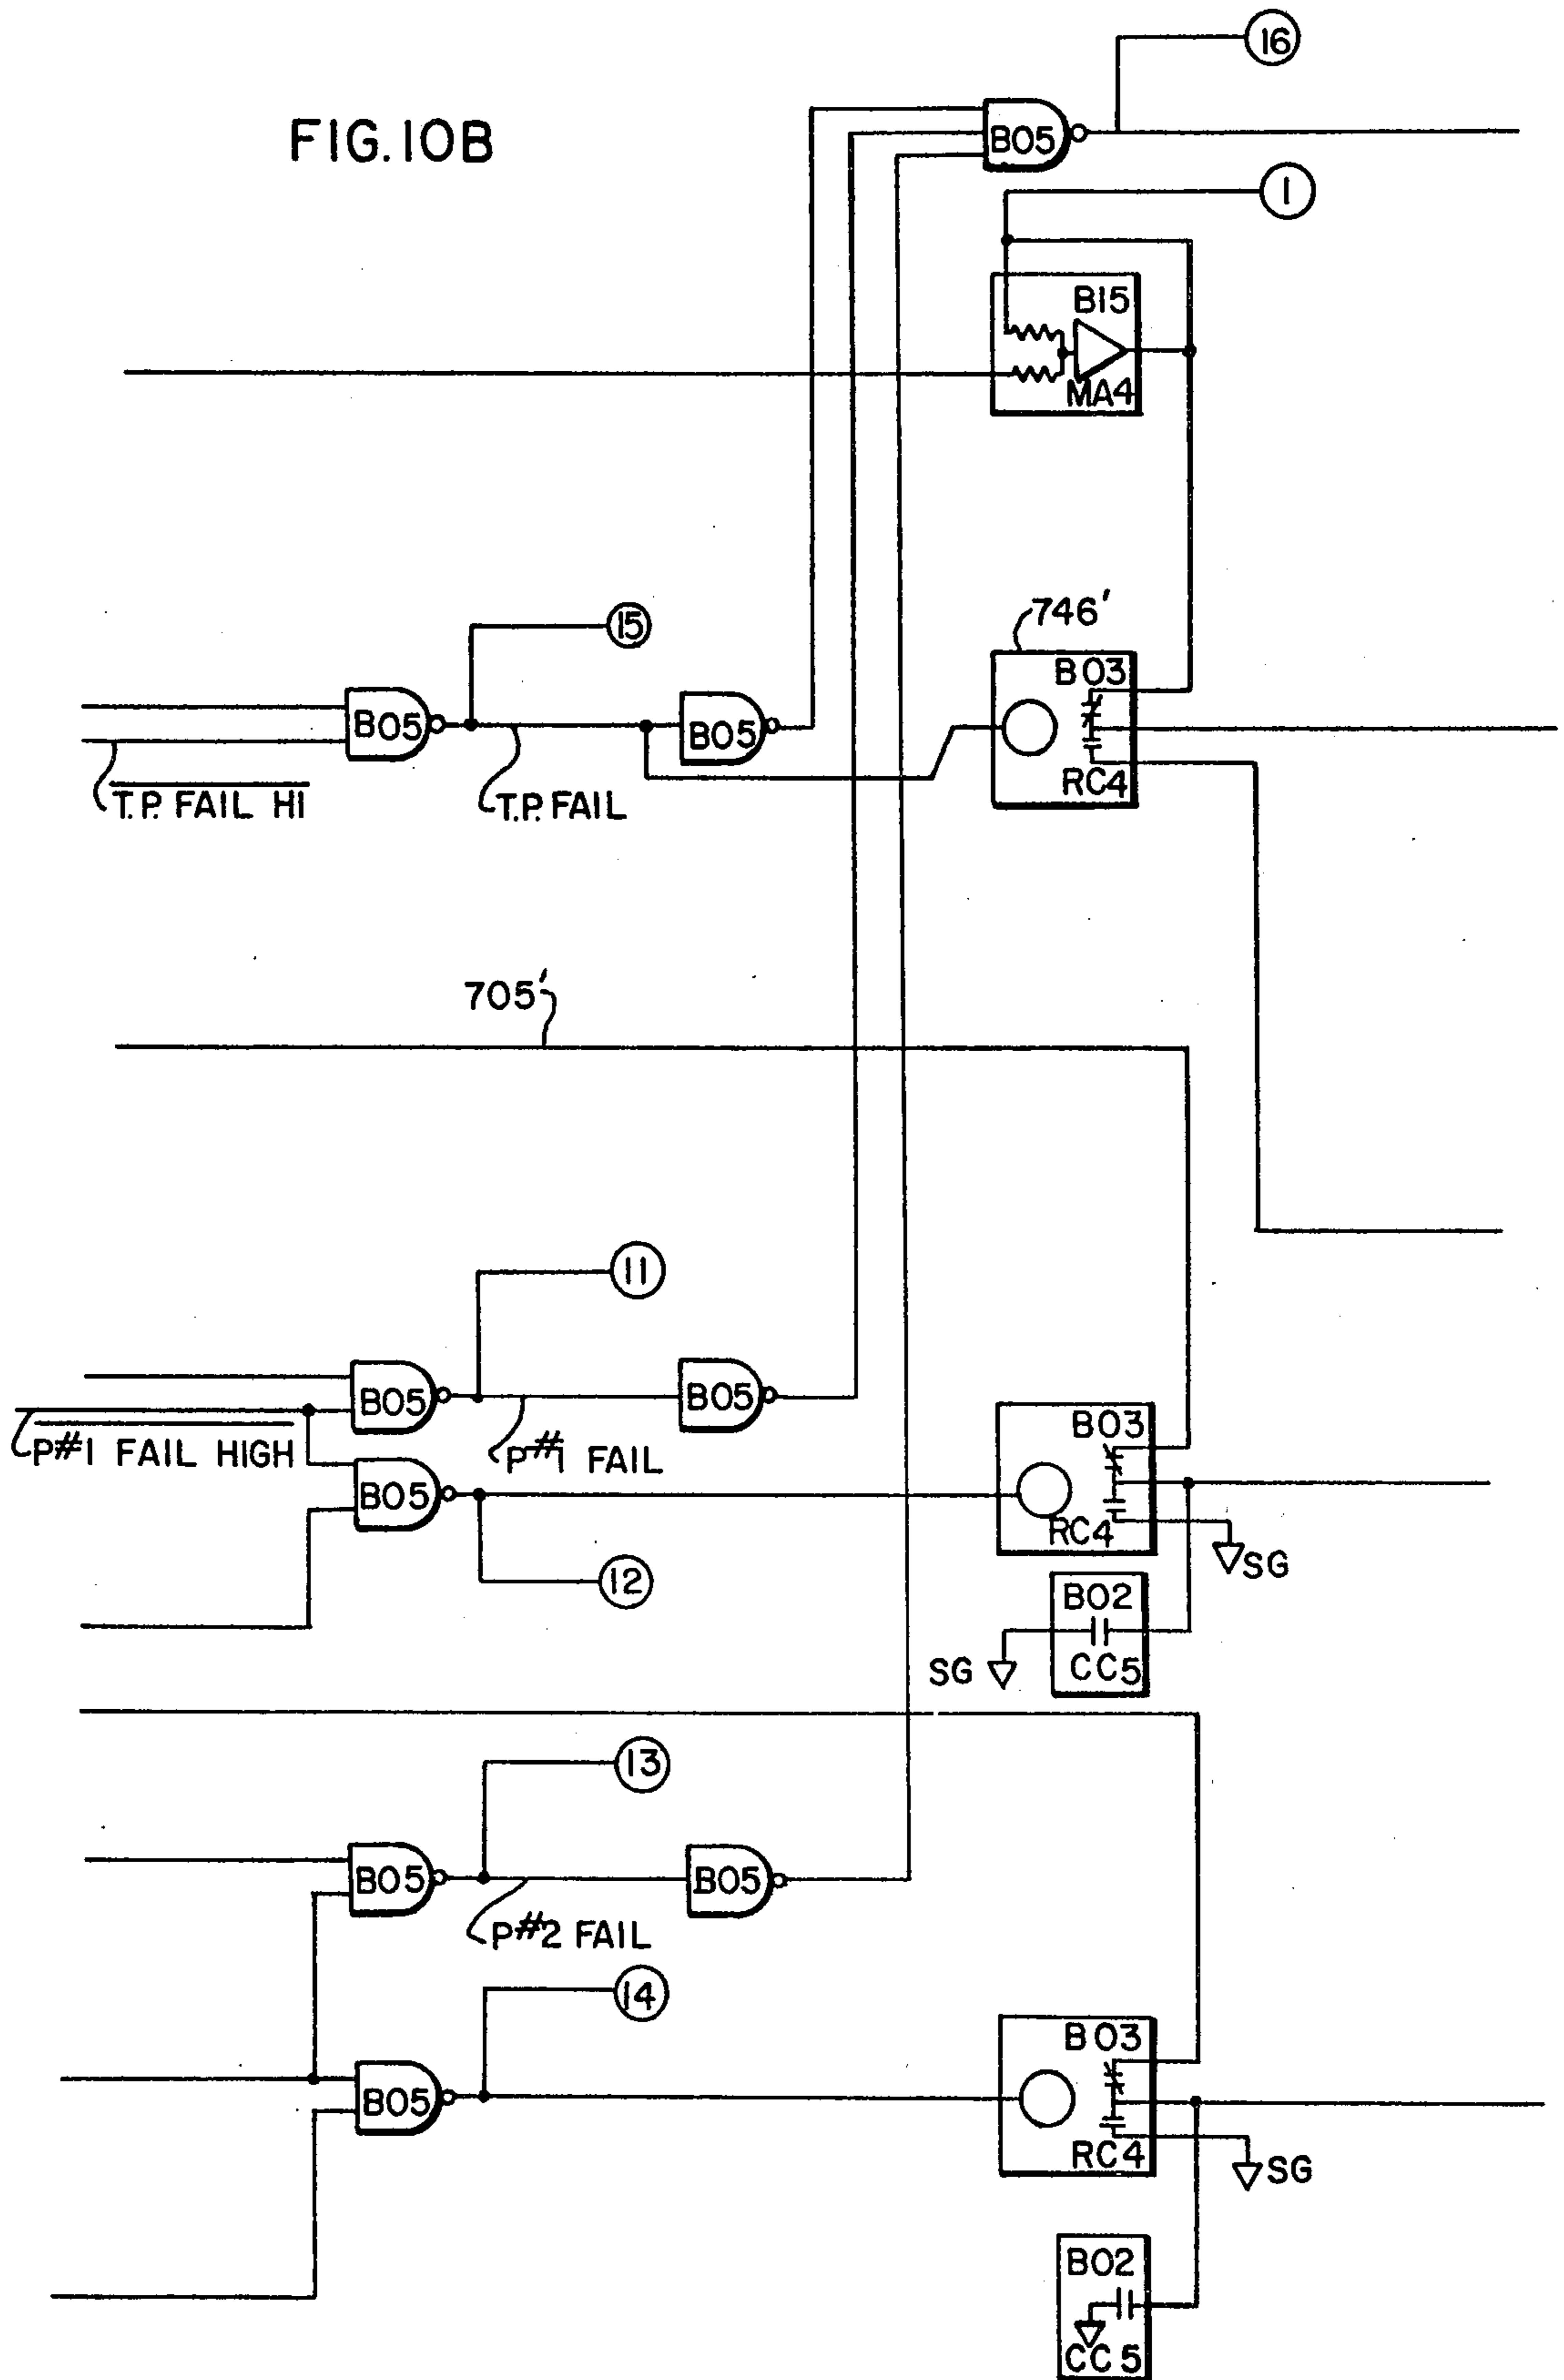 16
FIG. 10B
B05
1
B15
MA4
746'
15
B03
B05
B05
RC4
T.P. FAIL HI
T.P. FAIL
705'
11
B05
B05
B03
P#1 FAIL HIGH
P#1 FAIL
B05
RC4
SG
12
B02
SG
CC5
13
B05
B05
P#2 FAIL
14
B03
B05
RC4
SG
B02
CC5